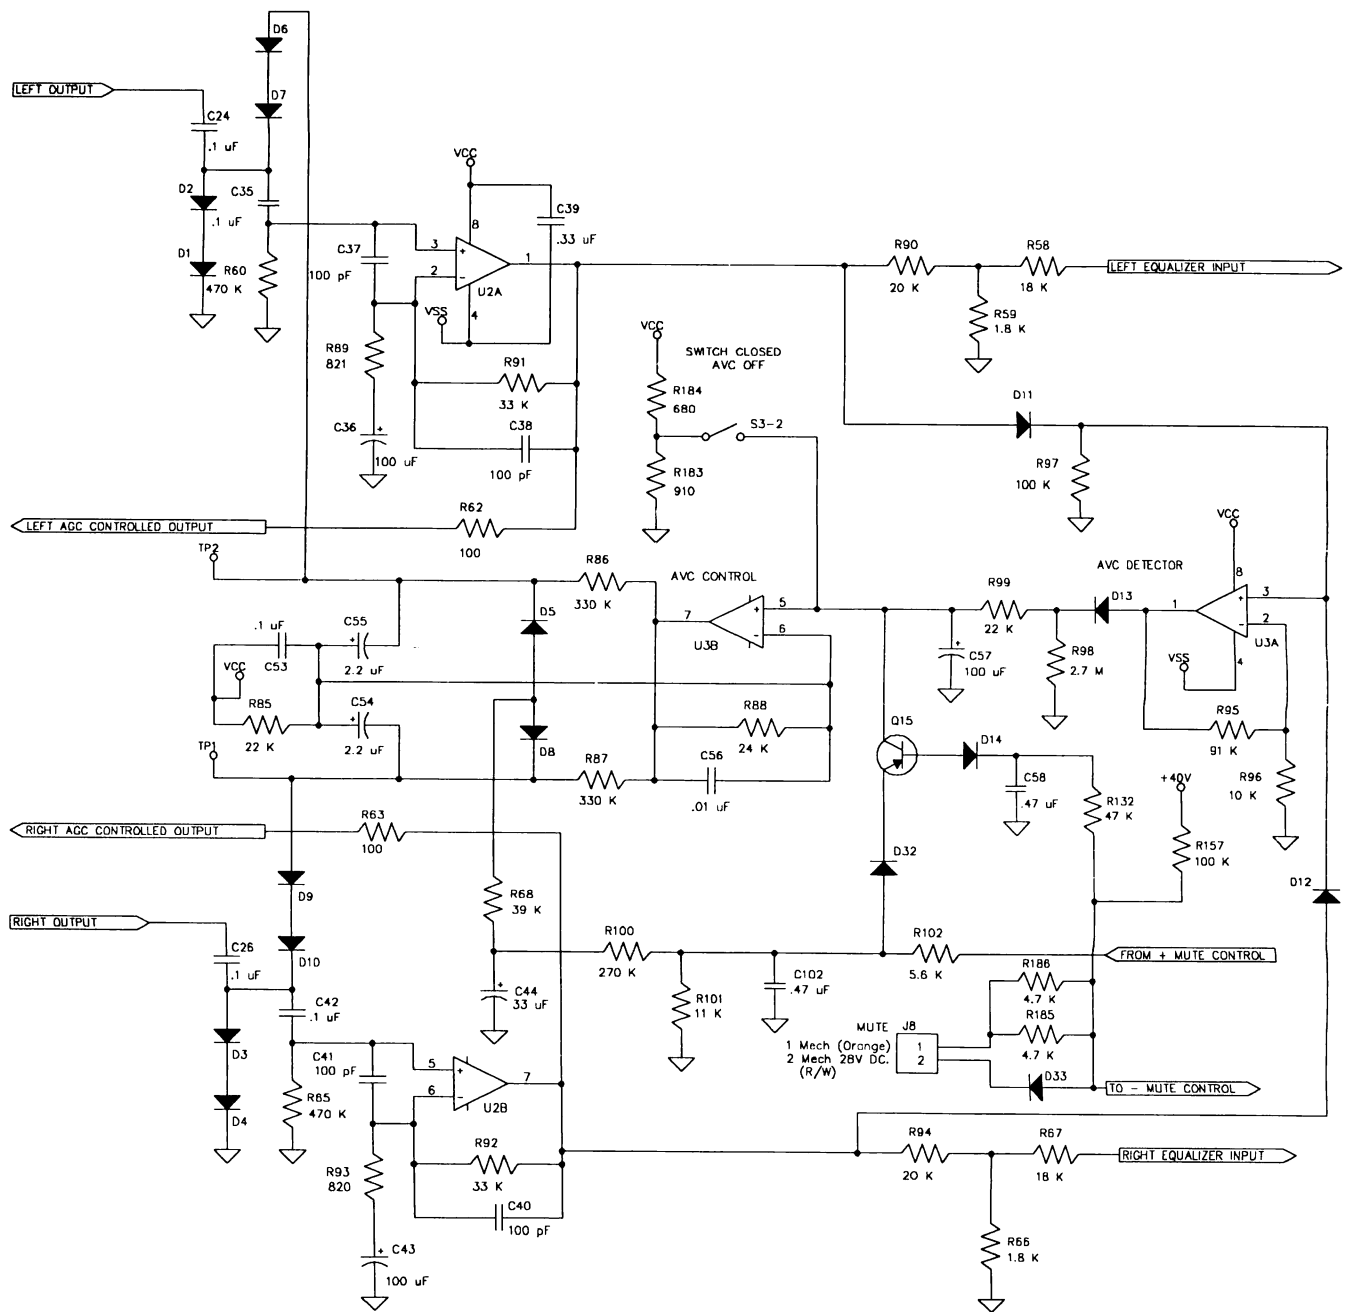 D6
LEFT OUTPUT
D7
C24
.1 uF
VCC
D2
C35
.1 uF
8
C39
.33 uF
C37
100 pF
3
+
1
2
-
U2A
D1
R60
470 K
VSS
4
R90
20 K
R58
18 K
LEFT EQUALIZER INPUT
R59
1.8 K
VCC
SWITCH CLOSED
AVC OFF
R89
821
R91
33 K
R184
680
D11
C36
+
100 uF
C38
100 pF
S3-2
R183
910
R97
100 K
LEFT AGC CONTROLLED OUTPUT
R62
100
VCC
TP2
R86
330 K
AVC CONTROL
AVC DETECTOR
8
D5
5
+
7
6
-
U3B
R99
22 K
D13
1
3
+
2
-
U3A
.1 uF
C53
C55
+
2.2 uF
VCC
C57
+
100 uF
R98
2.7 M
VSS
4
R85
22 K
C54
+
2.2 uF
R88
24 K
Q15
D14
R95
91 K
TP1
D8
R87
330 K
C56
.01 uF
C58
.47 uF
+40V
R96
10 K
R132
47 K
RIGHT AGC CONTROLLED OUTPUT
R63
100
R157
100 K
D32
D9
R68
39 K
D12
RIGHT OUTPUT
C26
.1 uF
D10
R100
270 K
R102
5.6 K
FROM + MUTE CONTROL
C44
+
33 uF
R101
11 K
C102
.47 uF
R186
4.7 K
C42
.1 uF
MUTE
J8
R185
4.7 K
D3
1 Mech (Orange)
1
2 Mech 28V DC.
2
(R/W)
C41
100 pF
5
+
7
6
-
U2B
D33
TO - MUTE CONTROL
D4
R65
470 K
R93
820
R92
33 K
R94
20 K
R67
18 K
RIGHT EQUALIZER INPUT
C40
100 pF
C43
+
100 uF
R66
1.8 K